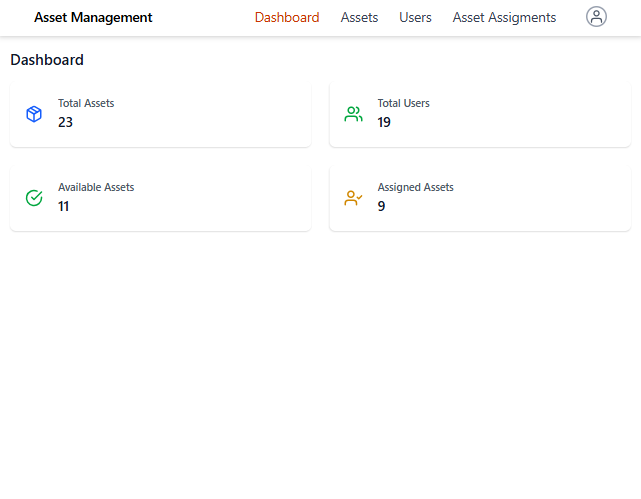 Asset Management Dashboard Assets Users Asset Assigments
Dashboard
Total Assets
23
Total Users
19
Available Assets
11
Assigned Assets
9